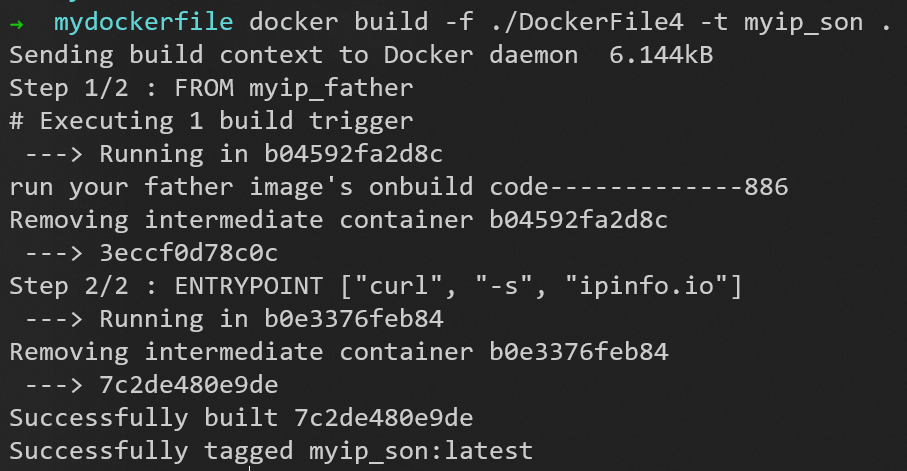 → mydockerfile docker build -f ./DockerFile4 -t myip_son .
Sending build context to Docker daemon  6.144kB
Step 1/2 : FROM myip_father
# Executing 1 build trigger
 ---> Running in b04592fa2d8c
run your father image's onbuild code-------------886
Removing intermediate container b04592fa2d8c
 ---> 3eccf0d78c0c
Step 2/2 : ENTRYPOINT ["curl", "-s", "ipinfo.io"]
 ---> Running in b0e3376feb84
Removing intermediate container b0e3376feb84
 ---> 7c2de480e9de
Successfully built 7c2de480e9de
Successfully tagged myip_son:latest